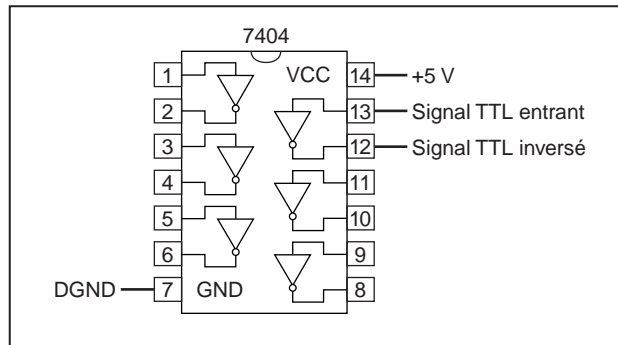 7404
1 VCC 14 +5 V
2 13 Signal TTL entrant
3 12 Signal TTL inversé
4 11
5 10
6 9
DGND 7 GND 8